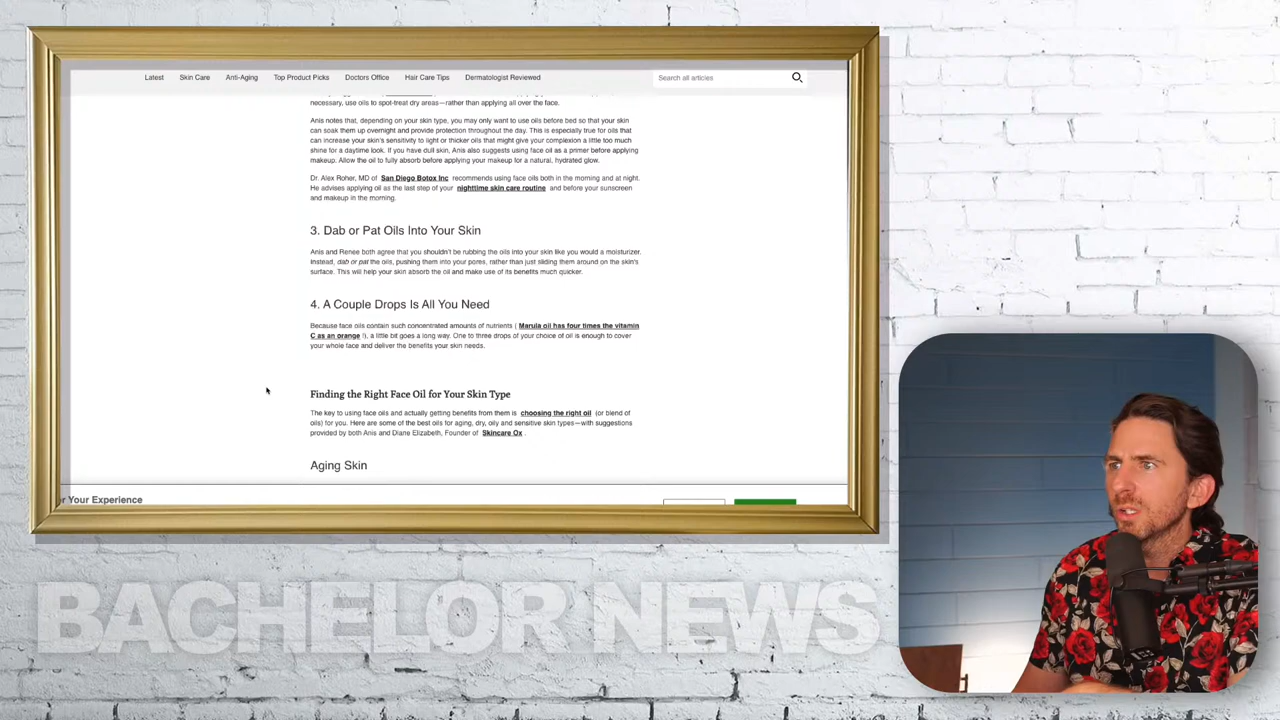 Latest Skin Care Anti-Aging Top Product Picks Doctors Office Hair Care Tips Dermatologist Reviewed
Search all articles
necessary, use oils to spot-treat dry areas—rather than applying all over the face.
Anis notes that, depending on your skin type, you may only want to use oils before bed so that your skin
can soak them up overnight and provide protection throughout the day. This is especially true for oils that
can increase your skin's sensitivity to light or thicker oils that might give your complexion a little too much
shine for a daytime look. If you have dull skin, Anis also suggests using face oil as a primer before applying
makeup. Allow the oil to fully absorb before applying your makeup for a natural, hydrated glow.
Dr. Alex Roher, MD of San Diego Botox Inc recommends using face oils both in the morning and at night.
He advises applying oil as the last step of your nighttime skin care routine and before your sunscreen
and makeup in the morning.
3. Dab or Pat Oils Into Your Skin
Anis and Renee both agree that you shouldn't be rubbing the oils into your skin like you would a moisturizer.
Instead, dab or pat the oils, pushing them into your pores, rather than just sliding them around on the skin's
surface. This will help your skin absorb the oil and make use of its benefits much quicker.
4. A Couple Drops Is All You Need
Because face oils contain such concentrated amounts of nutrients ( Marula oil has four times the vitamin
C as an orange !), a little bit goes a long way. One to three drops of your choice of oil is enough to cover
your whole face and deliver the benefits your skin needs.
Finding the Right Face Oil for Your Skin Type
The key to using face oils and actually getting benefits from them is choosing the right oil (or blend of
oils) for you. Here are some of the best oils for aging, dry, oily and sensitive skin types—with suggestions
provided by both Anis and Diane Elizabeth, Founder of Skincare Ox .
Aging Skin
r Your Experience
BACHELOR NEWS